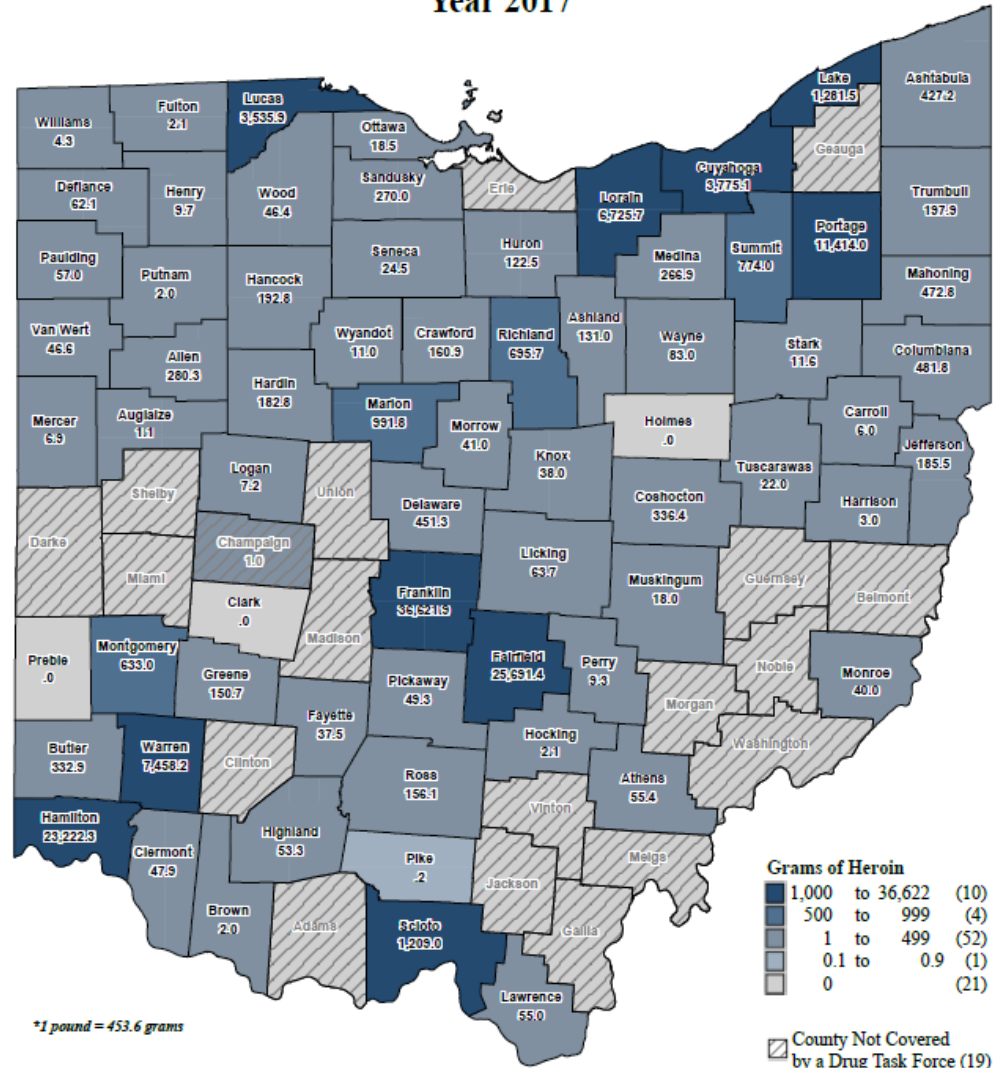 Year 2017
Lake
1,281.5
Ashtabula
427.2
Lucas
3,535.9
Fulton
2.1
Williams
4.3
Ottawa
18.5
Geauga
Cuyahoga
3,775.1
Sandusky
270.0
Erie
Defiance
62.1
Henry
9.7
Wood
46.4
Lorain
6,725.7
Trumbull
197.9
Portage
11,414.0
Huron
122.5
Medina
266.9
Summit
774.0
Seneca
24.5
Paulding
57.0
Putnam
2.0
Hancock
192.8
Mahoning
472.8
Van Wert
46.6
Wyandot
11.0
Crawford
160.9
Richland
695.7
Ashland
131.0
Wayne
83.0
Stark
11.6
Columbiana
481.8
Allen
280.3
Hardin
182.8
Marion
991.8
Mercer
6.9
Auglaize
1.1
Morrow
41.0
Holmes
.0
Carroll
6.0
Jefferson
185.5
Knox
38.0
Logan
7.2
Tuscarawas
22.0
Union
Shelby
Delaware
451.3
Coshocton
336.4
Harrison
3.0
Darke
Champaign
1.0
Licking
63.7
Miami
Muskingum
18.0
Guernsey
Belmont
Franklin
36,621.9
Clark
.0
Madison
Preble
.0
Montgomery
633.0
Fairfield
25,691.4
Perry
9.3
Noble
Monroe
40.0
Greene
150.7
Pickaway
49.3
Morgan
Fayette
37.5
Hocking
2.1
Washington
Butler
332.9
Warren
7,458.2
Clinton
Ross
156.1
Athens
55.4
Vinton
Hamilton
23,222.3
Highland
53.3
Clermont
47.9
Pike
.2
Meigs
Jackson
Brown
2.0
Adams
Scioto
1,209.0
Gallia
Lawrence
55.0
Grams of Heroin
1,000 to 36,622 (10)
500 to 999 (4)
1 to 499 (52)
0.1 to 0.9 (1)
0 (21)
County Not Covered
by a Drug Task Force (19)
*1 pound = 453.6 grams